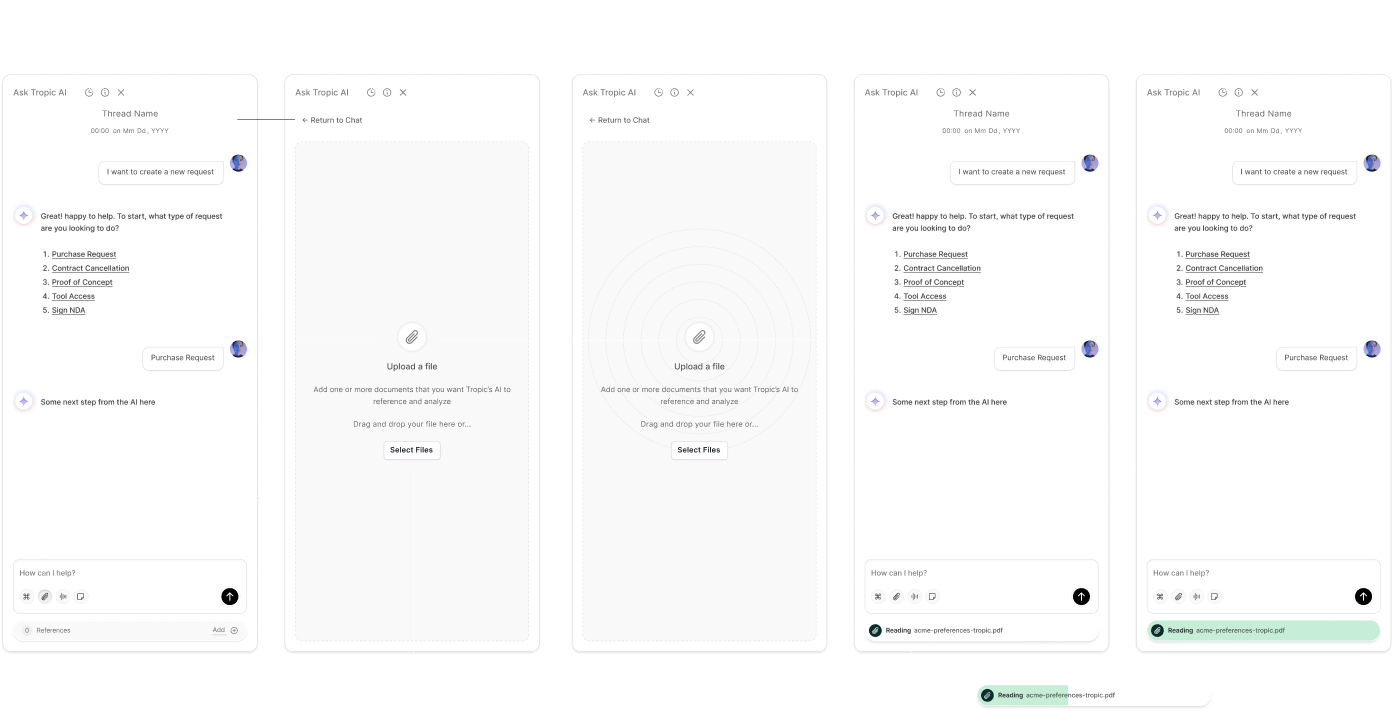 Ask Tropic AI
Thread Name
00:00 on Mm Dd, YYYY
I want to create a new request
Great! happy to help. To start, what type of request
are you looking to do?
1. Purchase Request
2. Contract Cancellation
3. Proof of Concept
4. Tool Access
5. Sign NDA
Purchase Request
Some next step from the AI here
How can I help?
0 References Add
Ask Tropic AI
← Return to Chat
Upload a file
Add one or more documents that you want Tropic's AI to
reference and analyze
Drag and drop your file here or...
Select Files
Ask Tropic AI
← Return to Chat
Upload a file
Add one or more documents that you want Tropic's AI to
reference and analyze
Drag and drop your file here or...
Select Files
Ask Tropic AI
Thread Name
00:00 on Mm Dd, YYYY
I want to create a new request
Great! happy to help. To start, what type of request
are you looking to do?
1. Purchase Request
2. Contract Cancellation
3. Proof of Concept
4. Tool Access
5. Sign NDA
Purchase Request
Some next step from the AI here
How can I help?
Reading acme-preferences-tropic.pdf
Ask Tropic AI
Thread Name
00:00 on Mm Dd, YYYY
I want to create a new request
Great! happy to help. To start, what type of request
are you looking to do?
1. Purchase Request
2. Contract Cancellation
3. Proof of Concept
4. Tool Access
5. Sign NDA
Purchase Request
Some next step from the AI here
How can I help?
Reading acme-preferences-tropic.pdf
Reading acme-preferences-tropic.pdf